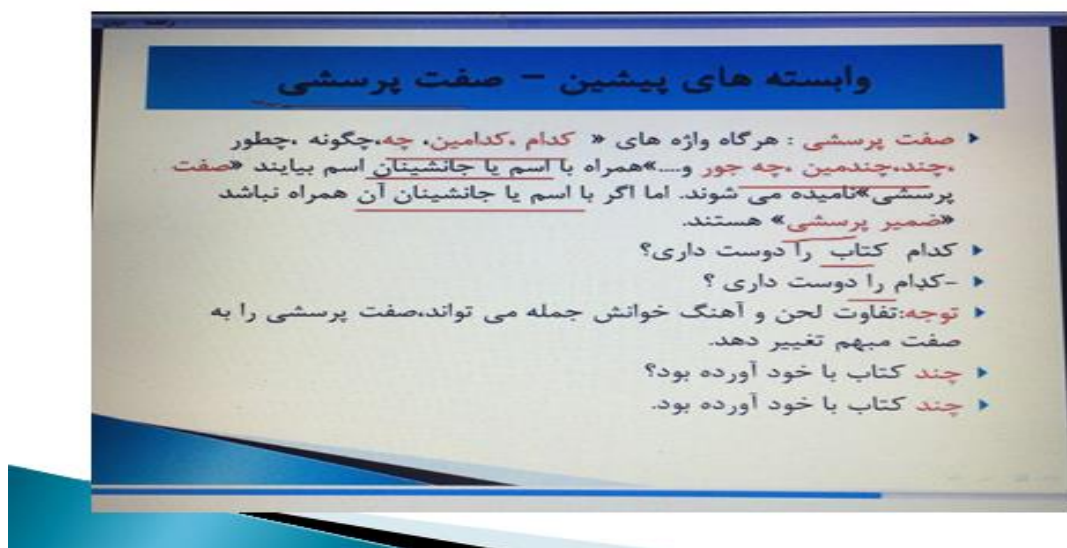 وابسته های پیشین – صفت پرسشی
صفت پرسشی : هرگاه واژه های « کدام ،کدامین، چه،چگونه ،چطور
،چند،چندمین ،چه جور و....»همراه با اسم یا جانشینان اسم بیایند «صفت
پرسشی»نامیده می شوند. اما اگر با اسم یا جانشینان آن همراه نباشد
«ضمیر پرسشی» هستند.
کدام کتاب را دوست داری؟
-کدام را دوست داری ؟
توجه:تفاوت لحن و آهنگ خوانش جمله می تواند،صفت پرسشی را به
صفت مبهم تغییر دهد.
چند کتاب با خود آورده بود؟
چند کتاب با خود آورده بود.